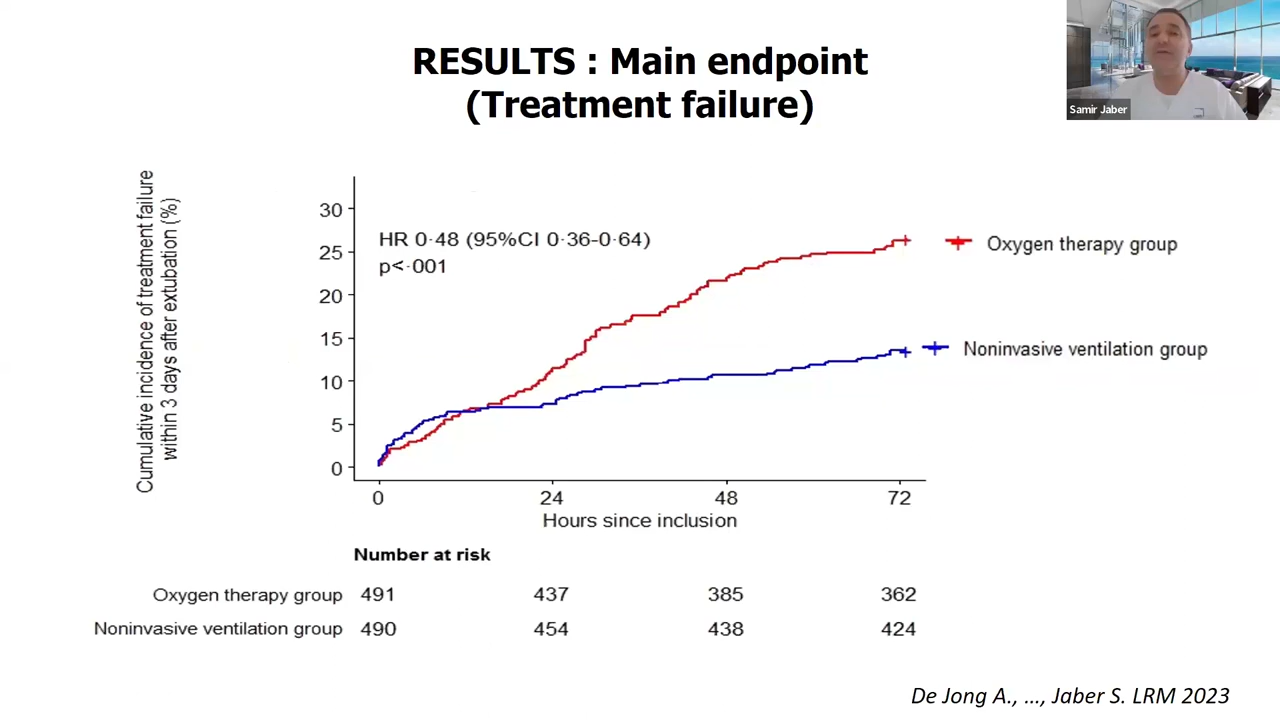 RESULTS : Main endpoint
(Treatment failure)
Samir Jaber
Cumulative incidence of treatment failure
within 3 days after extubation (%)
30
25
20
15
10
5
0
HR 0·48 (95%CI 0·36-0·64)
p<·001
Oxygen therapy group
Noninvasive ventilation group
0 24 48 72
Hours since inclusion
Number at risk
Oxygen therapy group 491 437 385 362
Noninvasive ventilation group 490 454 438 424
De Jong A., ..., Jaber S. LRM 2023